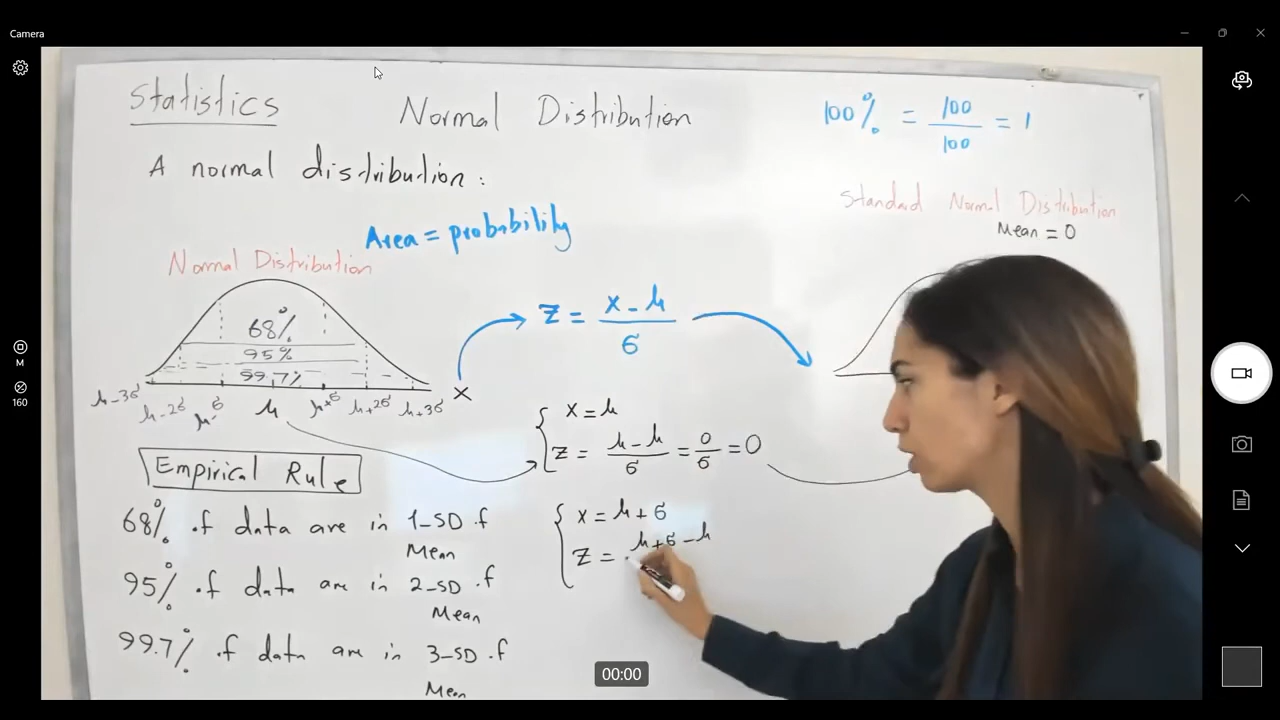 Camera
Statistics
Normal Distribution
100% = 100/100 = 1
A normal distribution:
Standard Normal Distribution
Mean = 0
Area = probability
Normal Distribution
68%
95%
99.7%
μ-3σ μ-2σ μ-σ μ μ+σ μ+2σ μ+3σ x
z = x-μ/σ
x = μ
z = μ-μ/σ = 0/σ = 0
Empirical Rule
68% of data are in 1-SD of Mean
95% of data are in 2-SD of Mean
99.7% of data are in 3-SD of Mean
x = μ+σ
z = μ+σ-μ
M
160
00:00